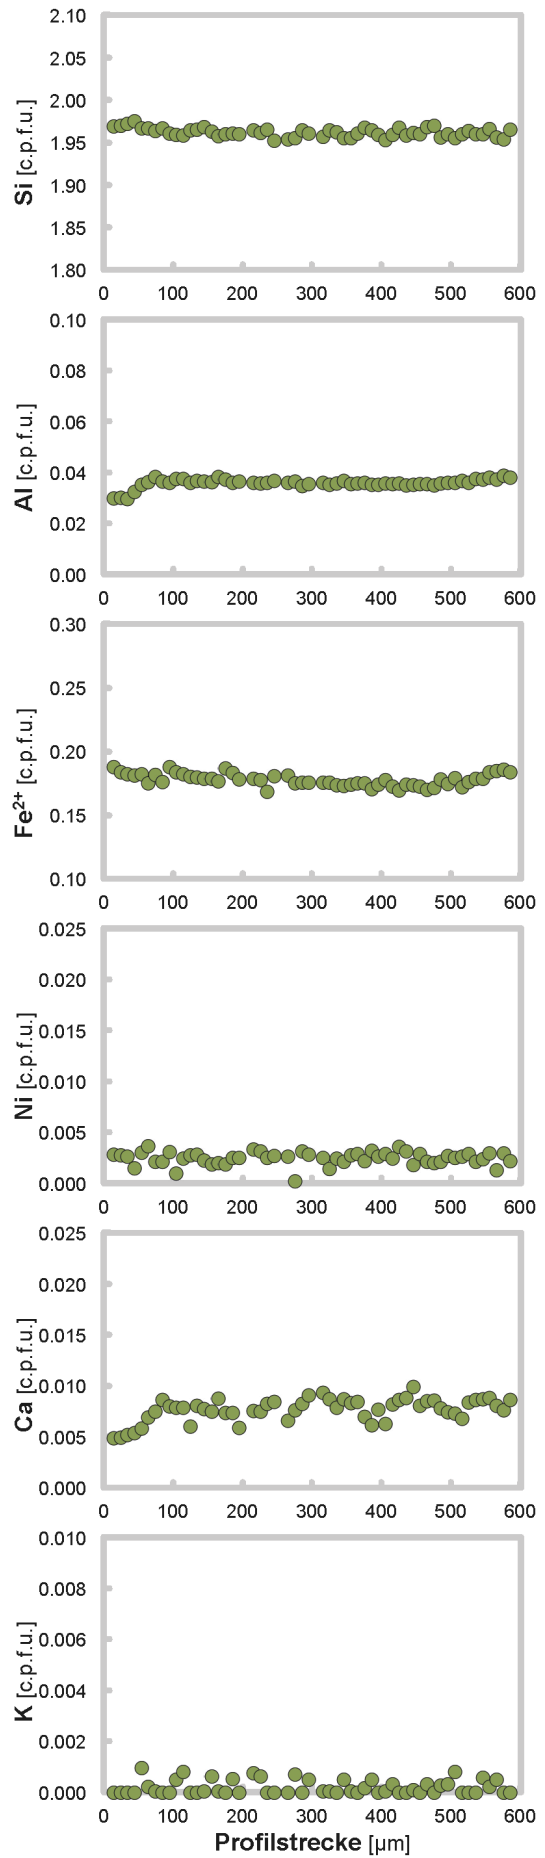 2.10
2.05
2.00
1.95
1.90
1.85
1.80
Si [c.p.f.u.]
0 100 200 300 400 500 600
0.10
0.08
0.06
0.04
0.02
0.00
Al [c.p.f.u.]
0 100 200 300 400 500 600
0.30
0.25
0.20
0.15
0.10
Fe²⁺ [c.p.f.u.]
0 100 200 300 400 500 600
0.025
0.020
0.015
0.010
0.005
0.000
Ni [c.p.f.u.]
0 100 200 300 400 500 600
0.025
0.020
0.015
0.010
0.005
0.000
Ca [c.p.f.u.]
0 100 200 300 400 500 600
0.010
0.008
0.006
0.004
0.002
0.000
K [c.p.f.u.]
0 100 200 300 400 500 600
Profilstrecke [µm]